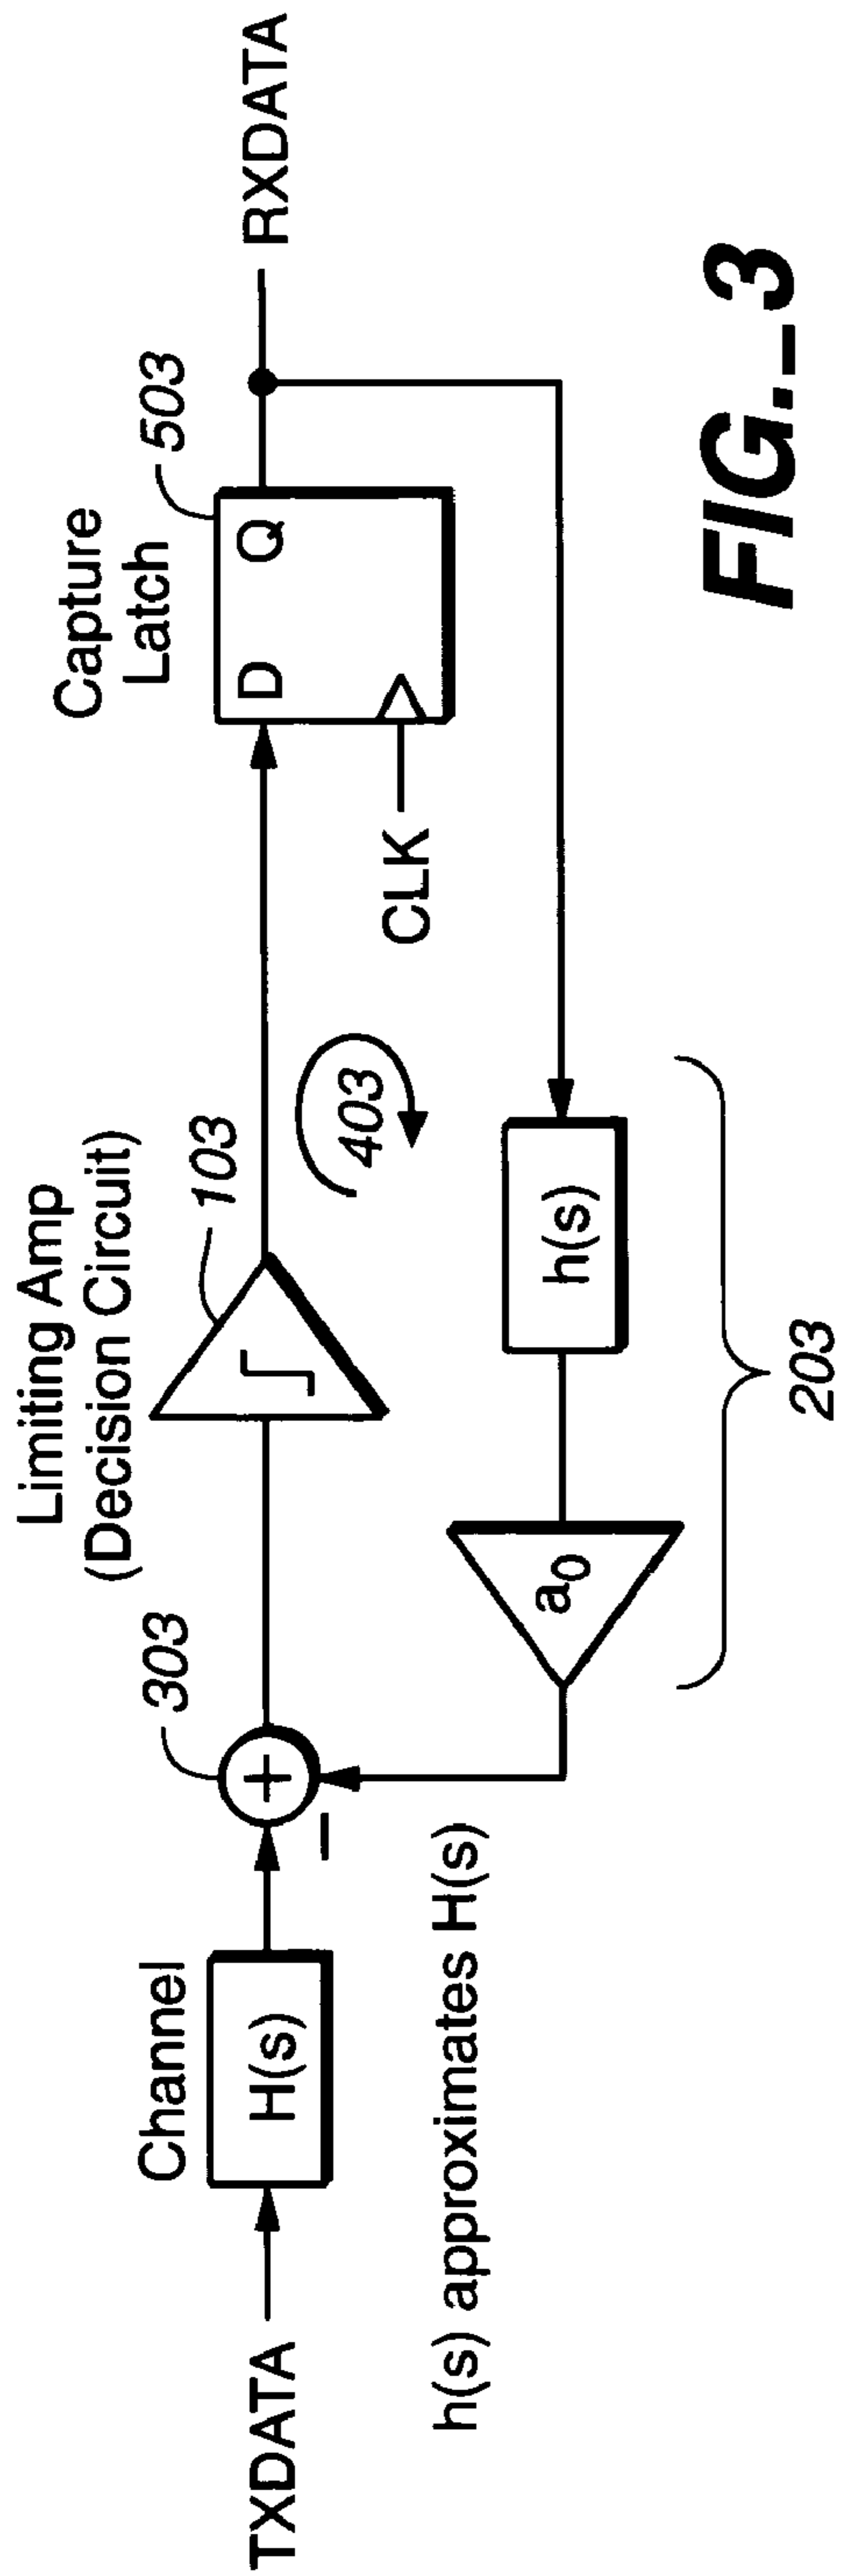 TXDATA
Channel
H(s)
303
+
−
Limiting Amp
(Decision Circuit)
103
403
Capture
Latch
503
D Q
CLK
RXDATA
h(s) approximates H(s)
a0
h(s)
203
FIG._3